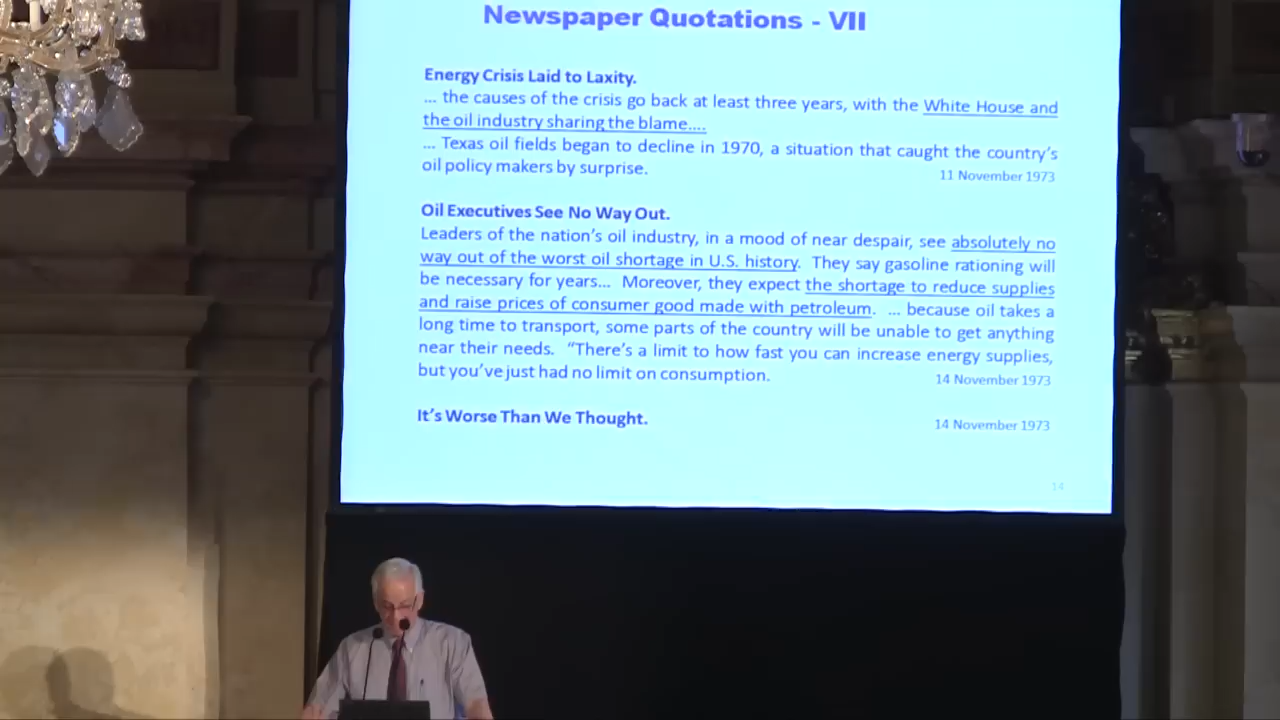 Newspaper Quotations - VII
Energy Crisis Laid to Laxity.
... the causes of the crisis go back at least three years, with the White House and
the oil industry sharing the blame....
... Texas oil fields began to decline in 1970, a situation that caught the country's
oil policy makers by surprise. 11 November 1973
Oil Executives See No Way Out.
Leaders of the nation's oil industry, in a mood of near despair, see absolutely no
way out of the worst oil shortage in U.S. history. They say gasoline rationing will
be necessary for years... Moreover, they expect the shortage to reduce supplies
and raise prices of consumer good made with petroleum. ... because oil takes a
long time to transport, some parts of the country will be unable to get anything
near their needs. "There's a limit to how fast you can increase energy supplies,
but you've just had no limit on consumption. 14 November 1973
It's Worse Than We Thought. 14 November 1973
14